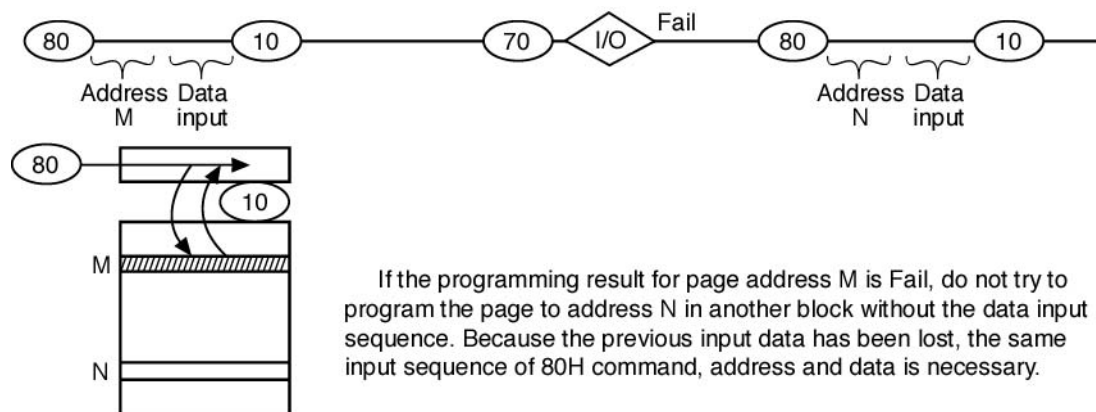 80 10 70 I/O Fail 80 10
Address Data Address Data
M input N input
80
10
M
If the programming result for page address M is Fail, do not try to
program the page to address N in another block without the data input
sequence. Because the previous input data has been lost, the same
input sequence of 80H command, address and data is necessary.
N